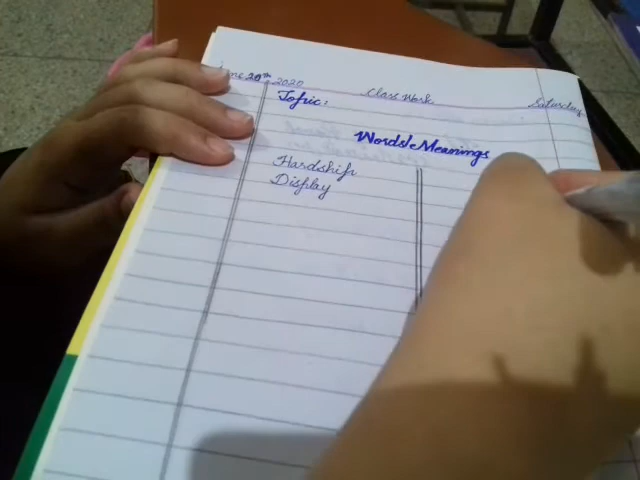 June 20th 2020 Class Work Saturday
Topic:
Words/Meanings
Hardship
Display